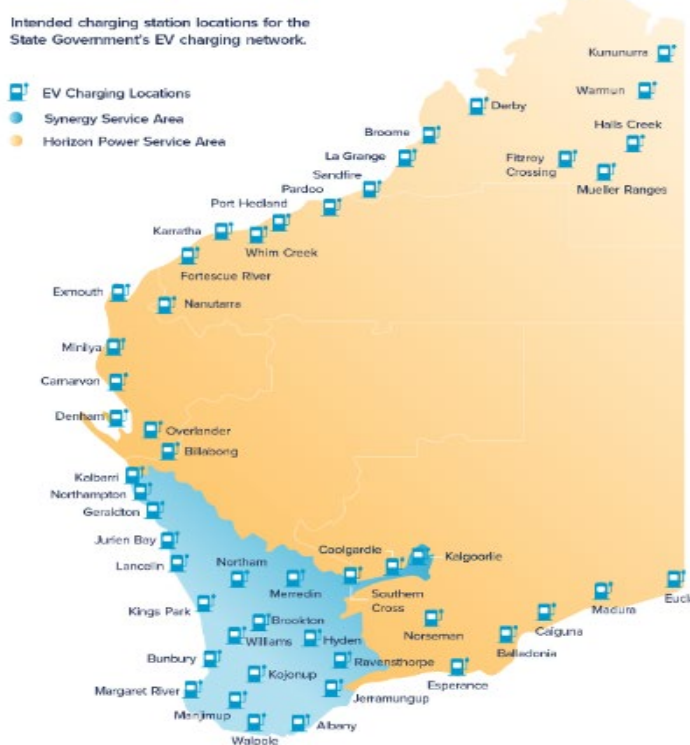 Intended charging station locations for the
State Government's EV charging network.
EV Charging Locations
Synergy Service Area
Horizon Power Service Area
Kununurra
Warmun
Halls Creek
Derby
Broome
Fitzroy
Crossing
Mueller Ranges
La Grange
Sandfire
Pardoo
Port Hedland
Karratha
Whim Creek
Fortescue River
Exmouth
Nanutarra
Minilya
Carnarvon
Denham
Overlander
Billabong
Kalbarri
Northampton
Geraldton
Jurien Bay
Lancelin
Northam
Coolgardie
Kalgoorlie
Merredin
Southern
Cross
Kings Park
Brookton
Williams
Hyden
Norseman
Caiguna
Madura
Eucl
Balladonia
Bunbury
Kojonup
Ravensthorpe
Esperance
Margaret River
Jerramungup
Manjimup
Walpole
Albany